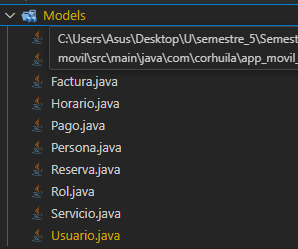 Models
C:\Users\Asus\Desktop\U\semestre_5\Semest
movil\src\main\java\com\corhuila\app_movil_
Factura.java
Horario.java
Pago.java
Persona.java
Reserva.java
Rol.java
Servicio.java
Usuario.java